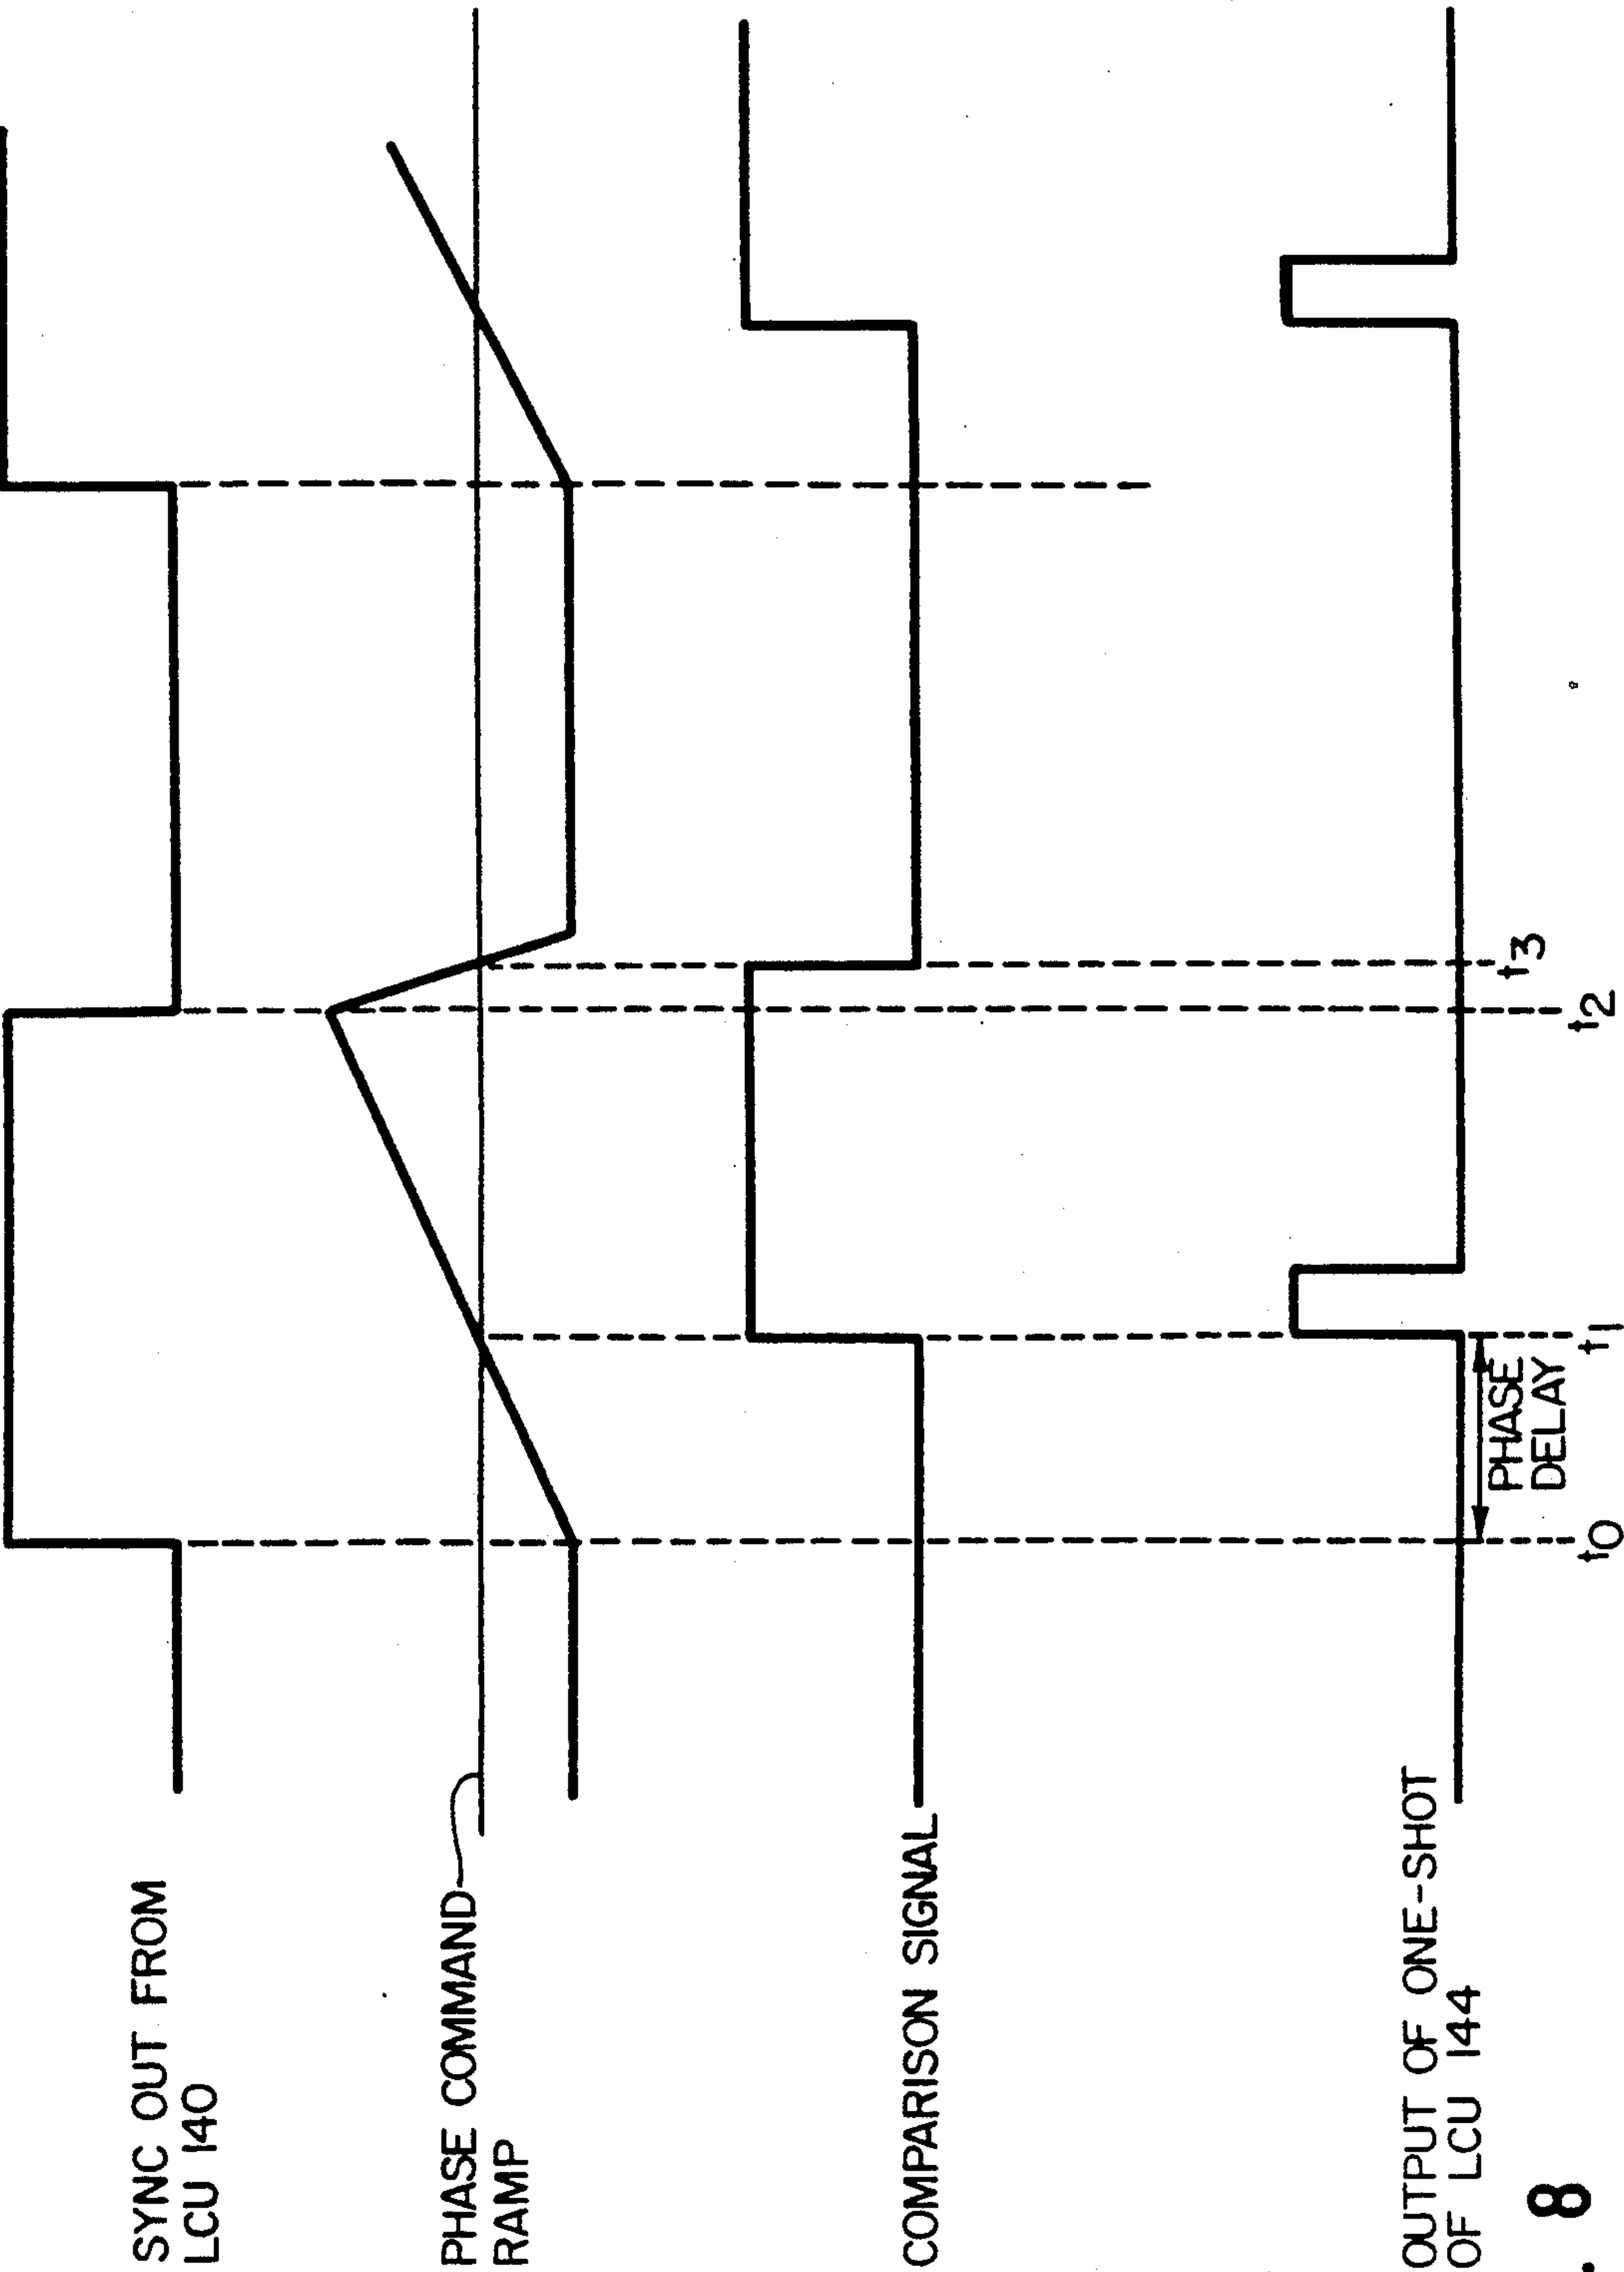 SYNC OUT FROM
LCU 140
PHASE COMMAND
RAMP
COMPARISON SIGNAL
OUTPUT OF ONE-SHOT
OF LCU 144
PHASE
DELAY
t0
t1
t2
t3
. 8